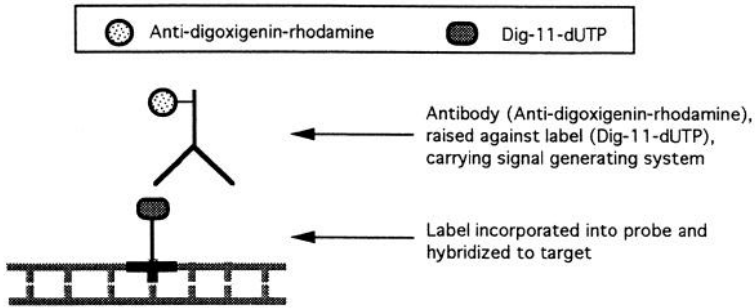 Anti-digoxigenin-rhodamine Dig-11-dUTP
Antibody (Anti-digoxigenin-rhodamine),
raised against label (Dig-11-dUTP),
carrying signal generating system
Label incorporated into probe and
hybridized to target